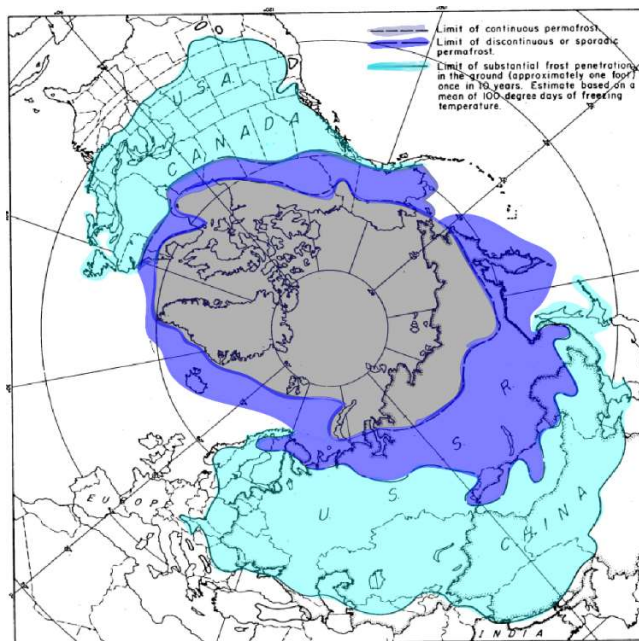 Limit of continuous permafrost.
Limit of discontinuous or sporadic
permafrost.
Limit of substantial frost penetration
in the ground (approximately one foot)
once in 10 years. Estimate based on a
mean of 100 degree days of freezing
temperature.
USA
CANADA
R.
S.
S.
U.
EUROPE
CHINA
INDIA